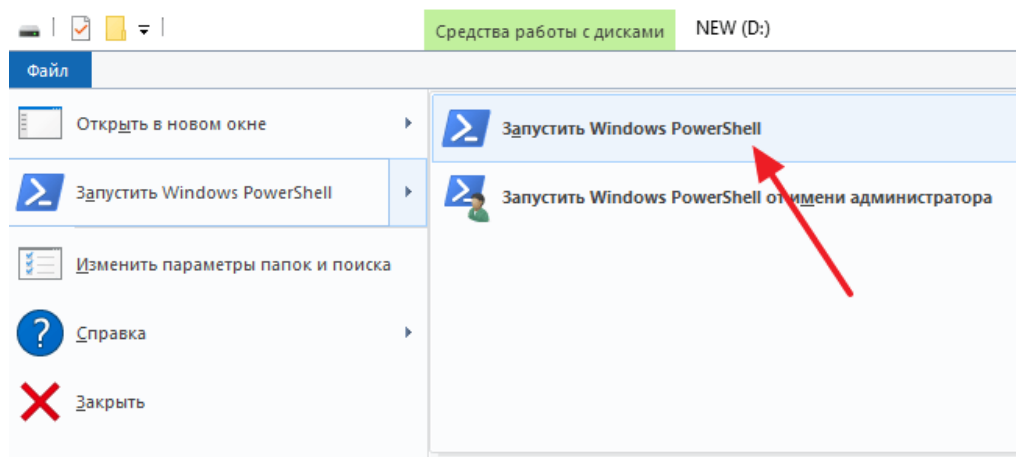 Средства работы с дисками
NEW (D:)
Файл
Открыть в новом окне
Запустить Windows PowerShell
Изменить параметры папок и поиска
Справка
Закрыть
Запустить Windows PowerShell
Запустить Windows PowerShell от имени администратора